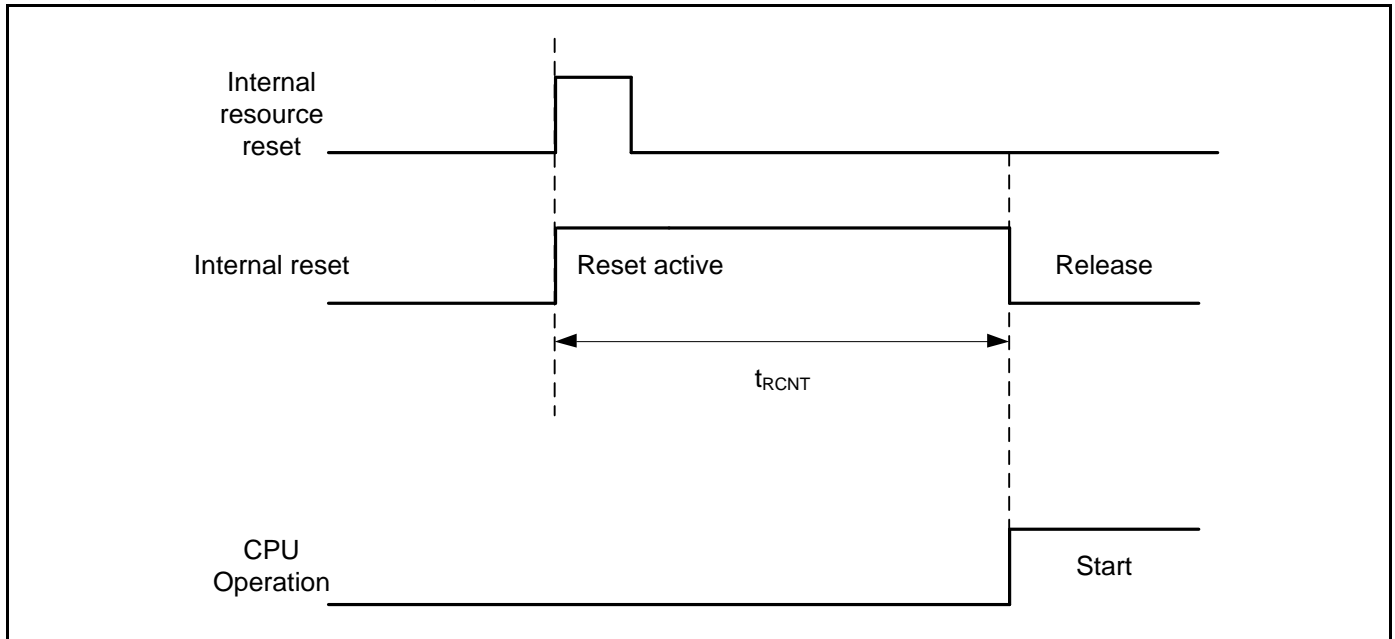 Internal
resource
reset
Internal reset
Reset active
Release
tRCNT
CPU
Operation
Start